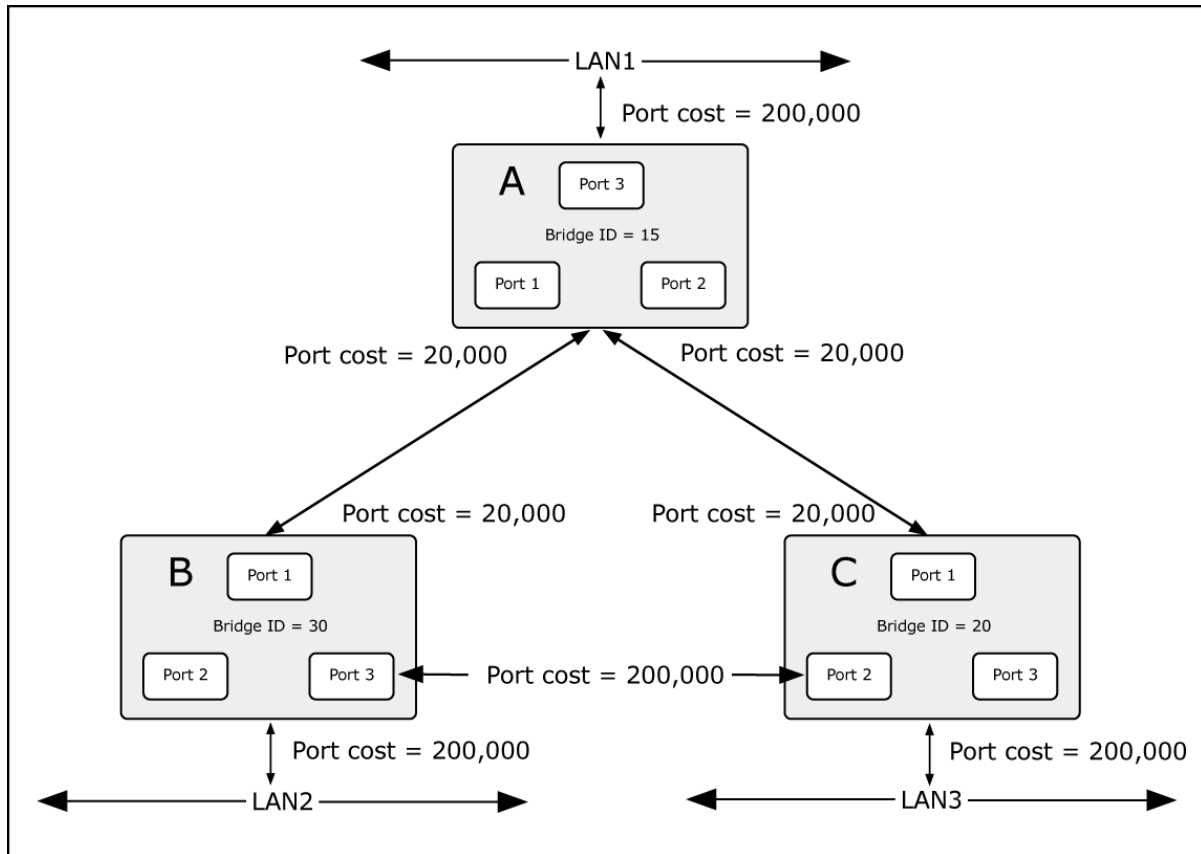 LAN1
Port cost = 200,000
A
Port 3
Bridge ID = 15
Port 1
Port 2
Port cost = 20,000
Port cost = 20,000
Port cost = 20,000
Port cost = 20,000
B
Port 1
Bridge ID = 30
Port 2
Port 3
C
Port 1
Bridge ID = 20
Port 2
Port 3
Port cost = 200,000
Port cost = 200,000
Port cost = 200,000
LAN2
LAN3